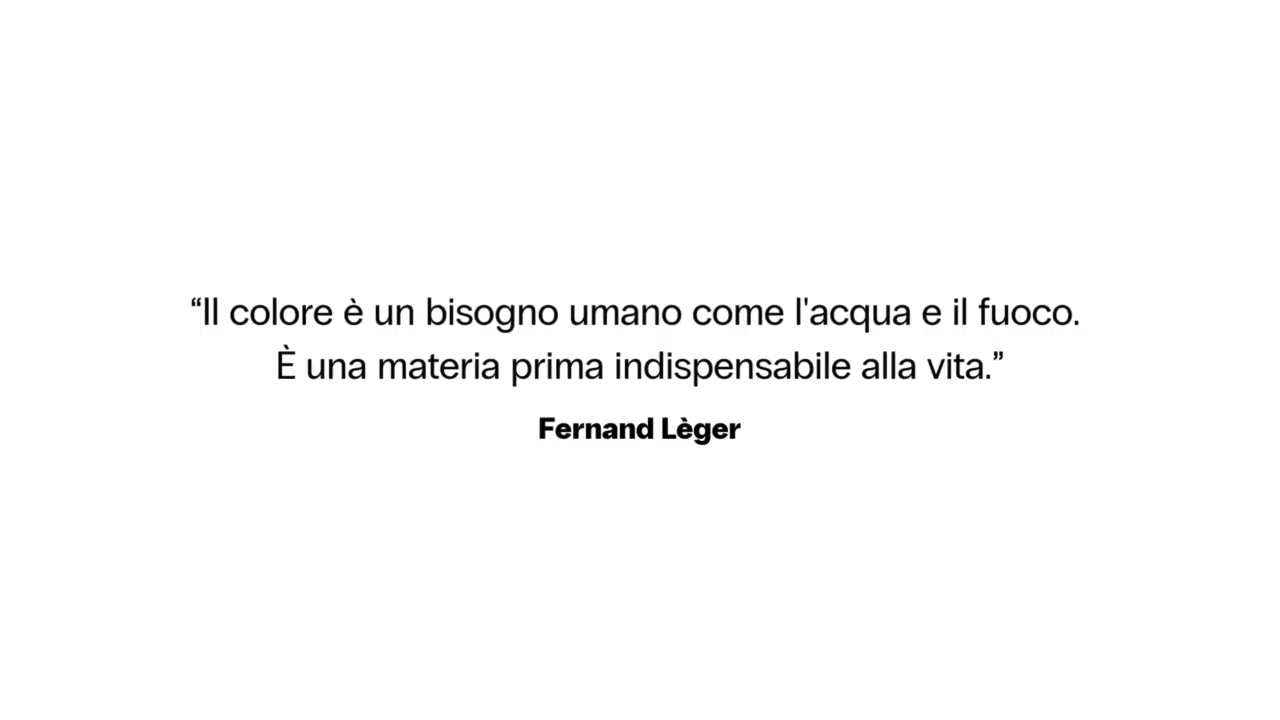 “Il colore è un bisogno umano come l'acqua e il fuoco.
È una materia prima indispensabile alla vita.”
Fernand Lèger